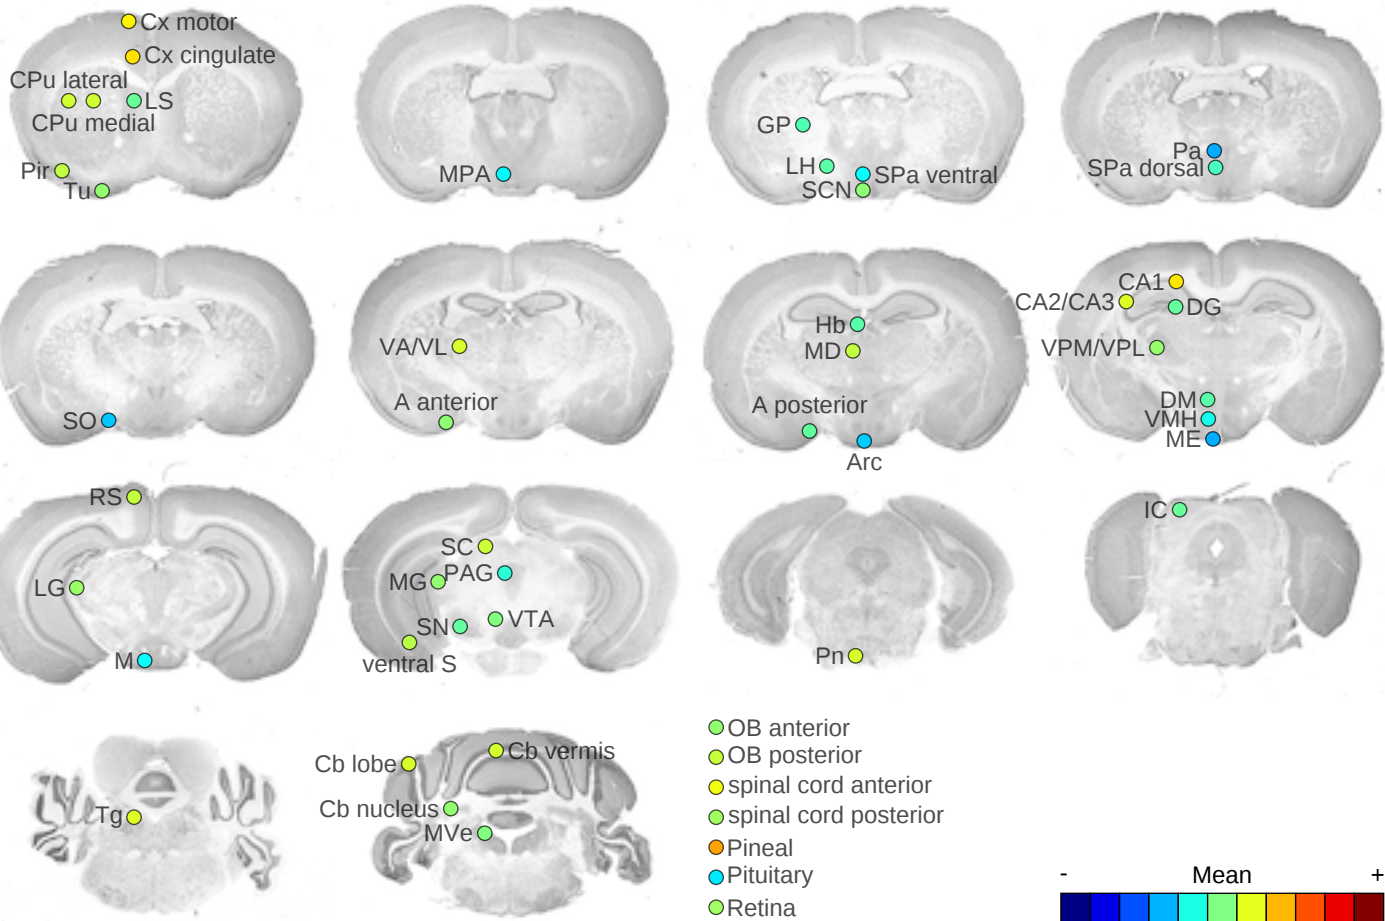 Cx motor
Cx cingulate
CPu lateral
LS
CPu medial
Pir
Tu
MPA
GP
LH
SPa ventral
SCN
Pa
SPa dorsal
SO
VA/VL
A anterior
Hb
MD
A posterior
Arc
CA1
CA2/CA3
DG
VPM/VPL
DM
VMH
ME
RS
LG
M
SC
MG
PAG
SN
VTA
ventral S
Pn
IC
Tg
Cb lobe
Cb vermis
Cb nucleus
MVe
OB anterior
OB posterior
spinal cord anterior
spinal cord posterior
Pineal
Pituitary
Retina
- Mean +